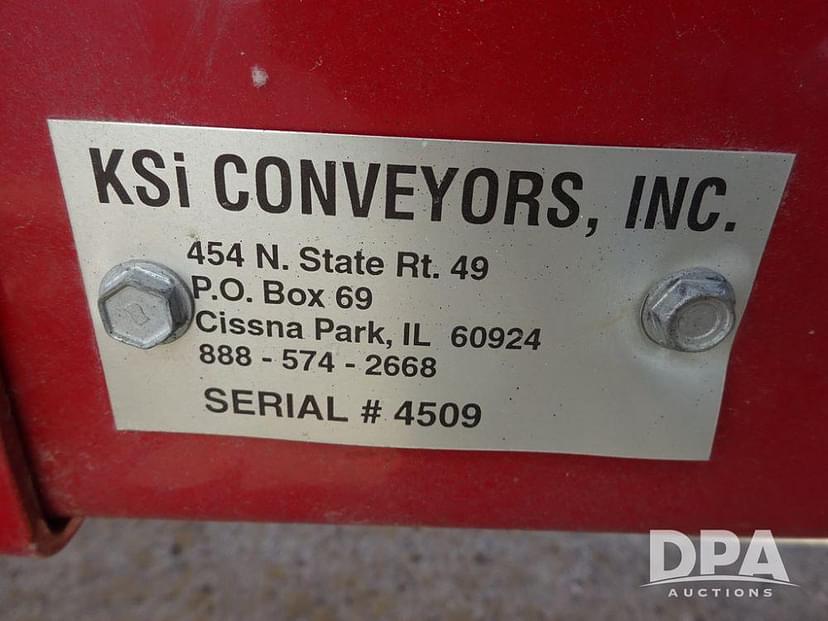 KSi CONVEYORS, INC.
454 N. State Rt. 49
P.O. Box 69
Cissna Park, IL 60924
888 - 574 - 2668
SERIAL # 4509
DPA
AUCTIONS